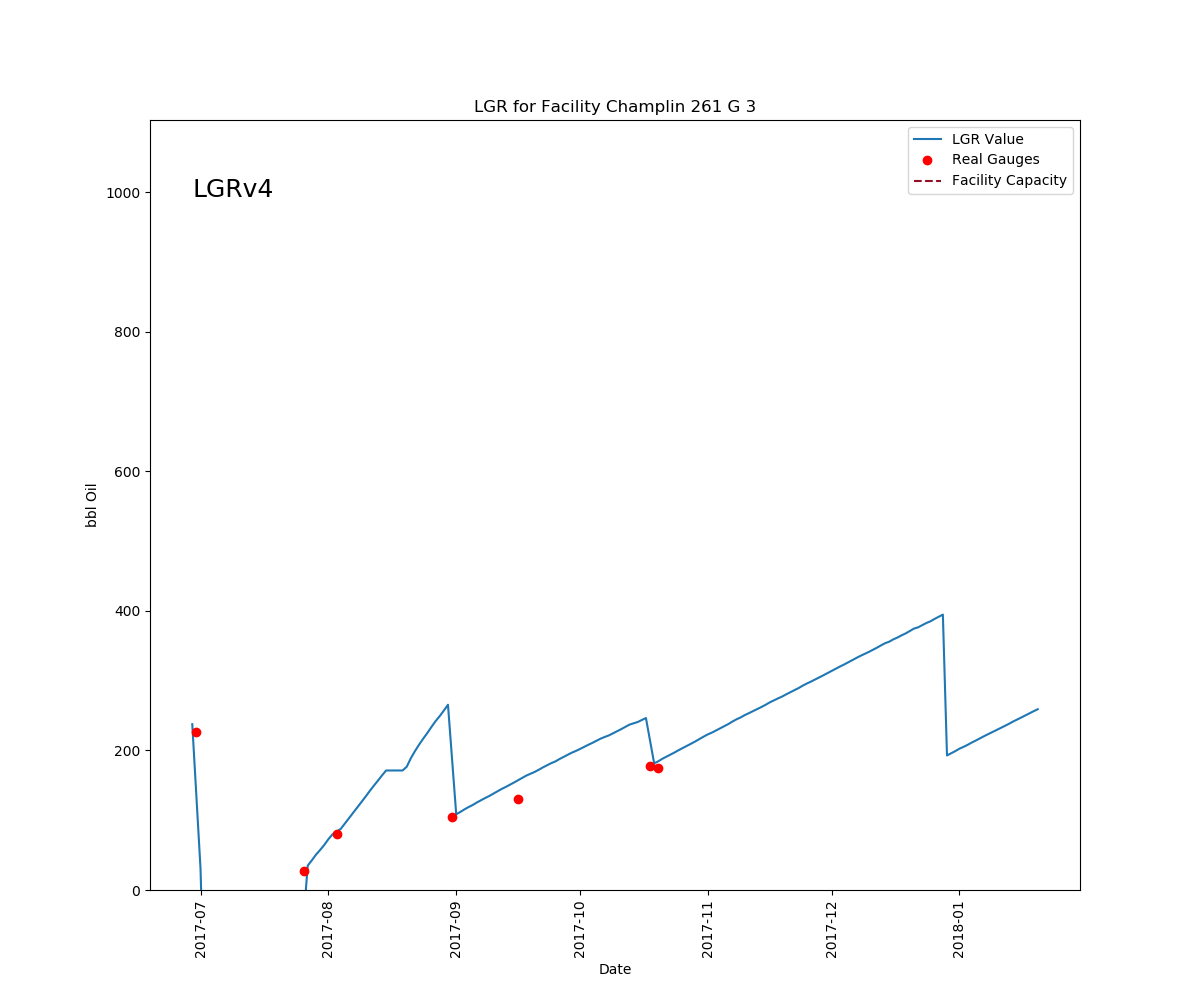 LGR for Facility Champlin 261 G 3
LGR Value
Real Gauges
Facility Capacity
LGRv4
1000
800
600
400
200
0
bbl Oil
2017-07
2017-08
2017-09
2017-10
2017-11
2017-12
2018-01
Date